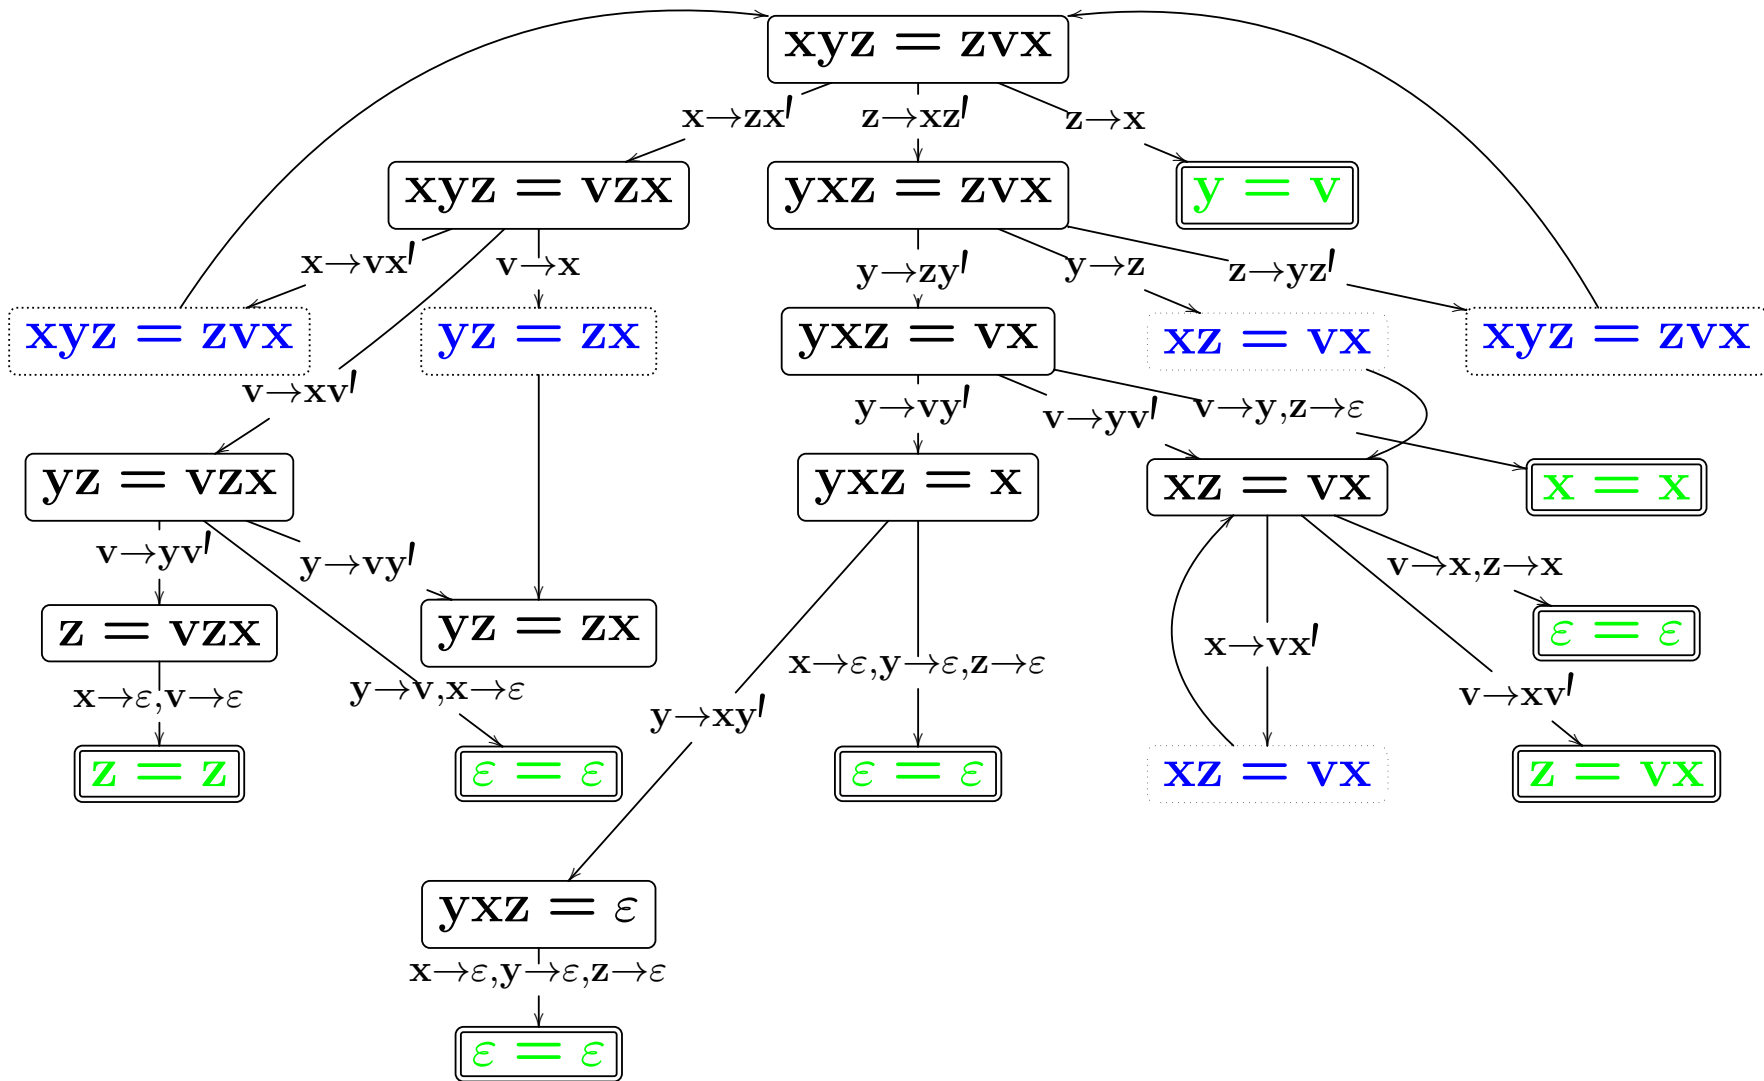 xyz = zvx
x→zx′ z→xz′ z→x
xyz = vzx yxz = zvx y = v
x→vx′ v→x y→zy′ y→z z→yz′
xyz = zvx yz = zx yxz = vx xz = vx xyz = zvx
v→xv′ y→vy′ v→yv′ v→y,z→ε
yz = vzx yxz = x xz = vx x = x
v→yv′ y→vy′ v→x,z→x
z = vzx yz = zx x→vx′ ε = ε
x→ε,v→ε y→v,x→ε y→xy′ x→ε,y→ε,z→ε v→xv′
z = z ε = ε ε = ε xz = vx z = vx
yxz = ε
x→ε,y→ε,z→ε
ε = ε